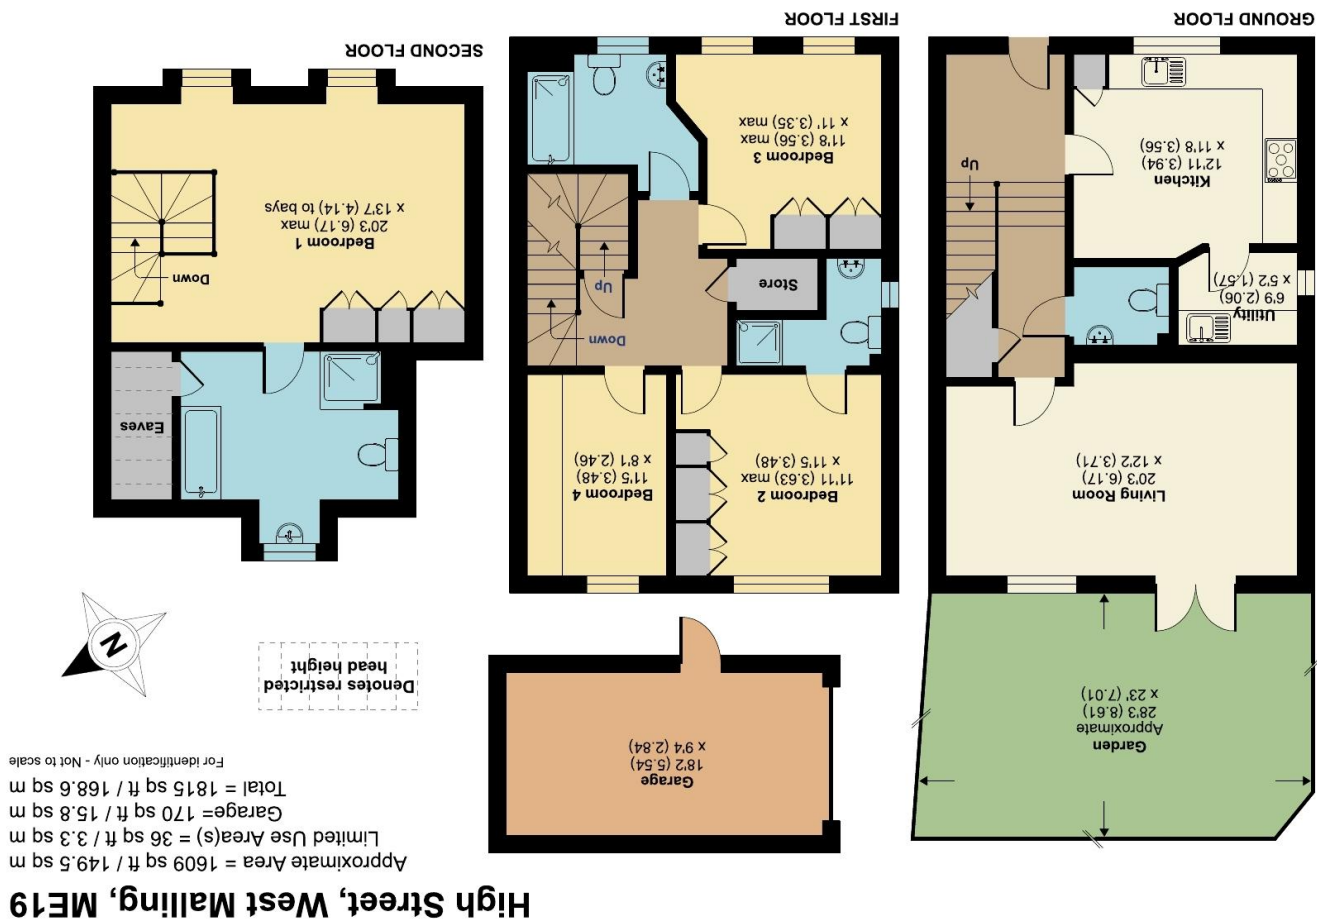 High Street, West Malling, ME19
Approximate Area = 1609 sq ft / 149.5 sq m
Limited Use Area(s) = 36 sq ft / 3.3 sq m
Garage= 170 sq ft / 15.8 sq m
Total = 1815 sq ft / 168.6 sq m
For identification only - Not to scale
Denotes restricted
head height
N
Garage
18'2 (5.54)
x 9'4 (2.84)
Garden
Approximate
28'3 (8.61)
x 23' (7.01)
Living Room
20'3 (6.17)
x 12'2 (3.71)
Utility
6'9 (2.06)
x 5'2 (1.57)
Kitchen
12'11 (3.94)
x 11'8 (3.56)
Up
GROUND FLOOR
Bedroom 2
11'11 (3.63) max
x 11'5 (3.48)
Bedroom 4
11'5 (3.48)
x 8'1 (2.46)
Down
Up
Store
Bedroom 3
11'8 (3.56) max
x 11' (3.35) max
FIRST FLOOR
Eaves
Down
Bedroom 1
20'3 (6.17) max
x 13'7 (4.14) to bays
SECOND FLOOR